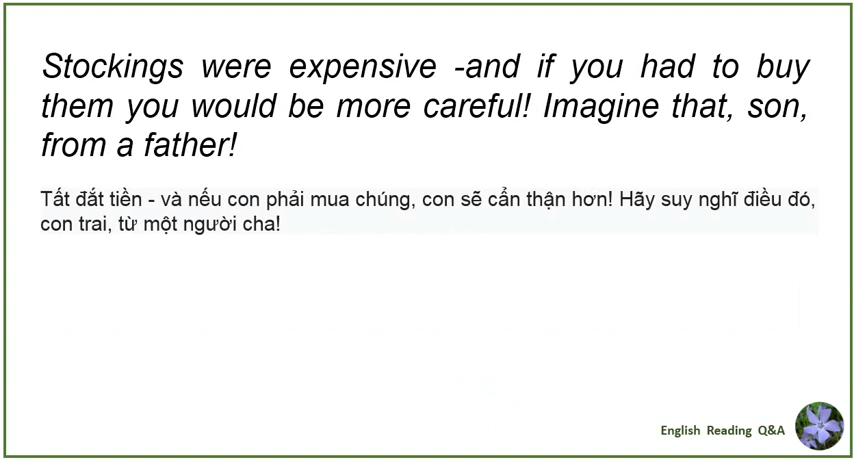 Stockings were expensive -and if you had to buy
them you would be more careful! Imagine that, son,
from a father!
Tất đắt tiền - và nếu con phải mua chúng, con sẽ cẩn thận hơn! Hãy suy nghĩ điều đó,
con trai, từ một người cha!
English Reading Q&A